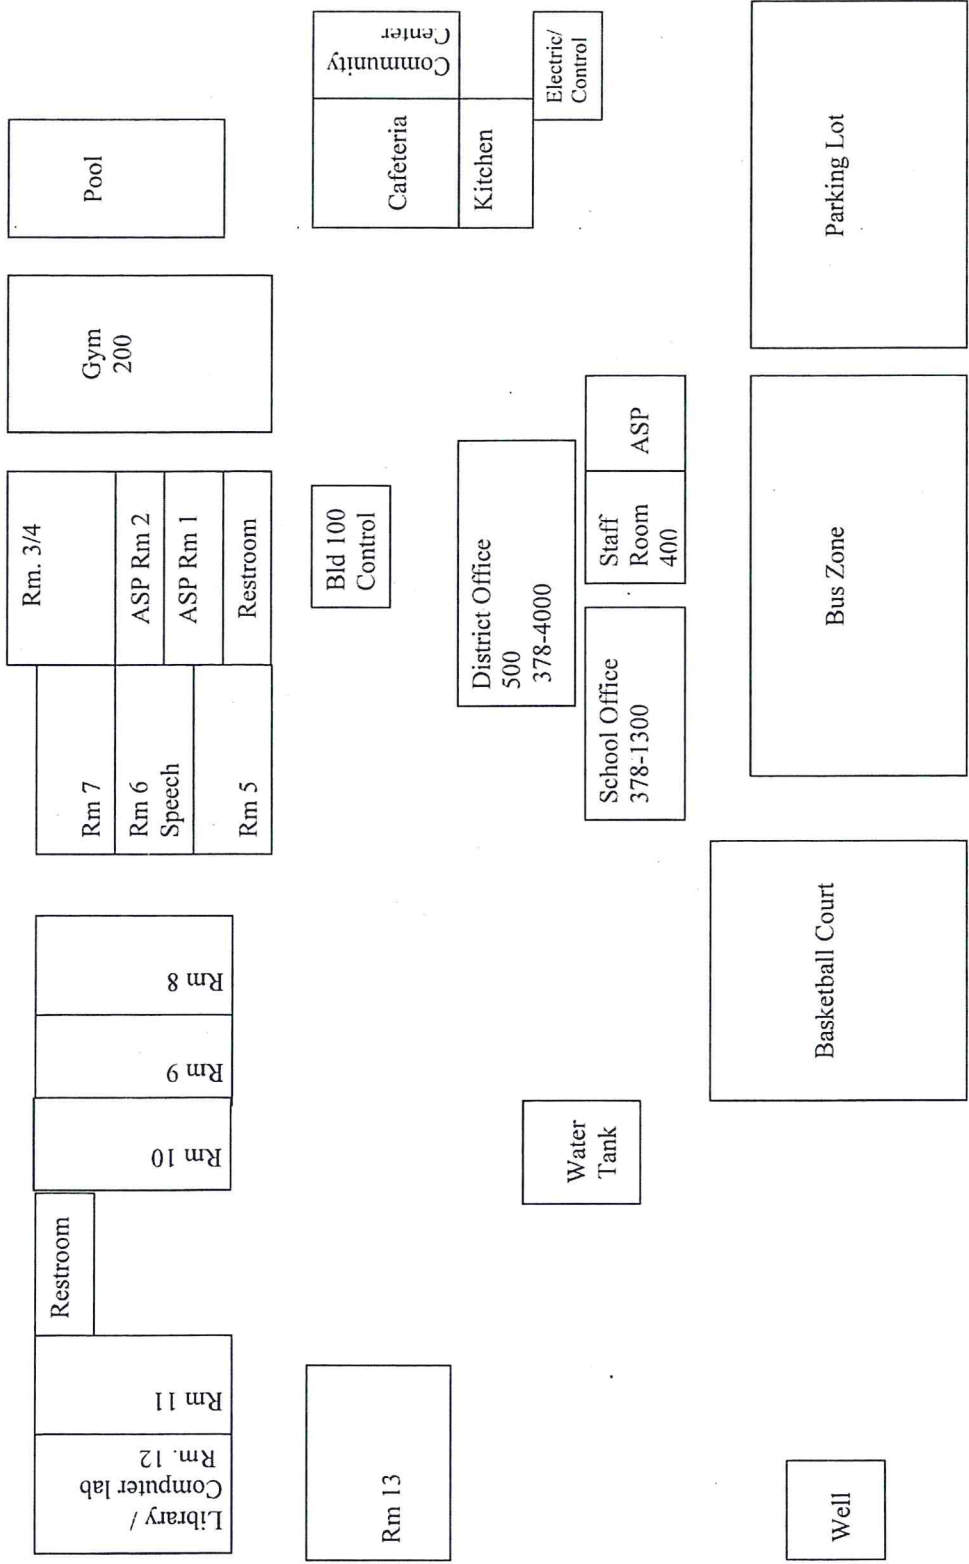 Library /
Computer lab
Rm. 12
Rm 11
Restroom
Rm 10
Rm 9
Rm 8
Rm 7
Rm 6
Speech
Rm 5
Rm. 3/4
ASP Rm 2
ASP Rm 1
Restroom
Gym
200
Pool
Rm 13
Bld 100
Control
Cafeteria
Community
Center
Kitchen
Electric/
Control
Water
Tank
District Office
500
378-4000
School Office
378-1300
Staff
Room
400
ASP
Well
Basketball Court
Bus Zone
Parking Lot